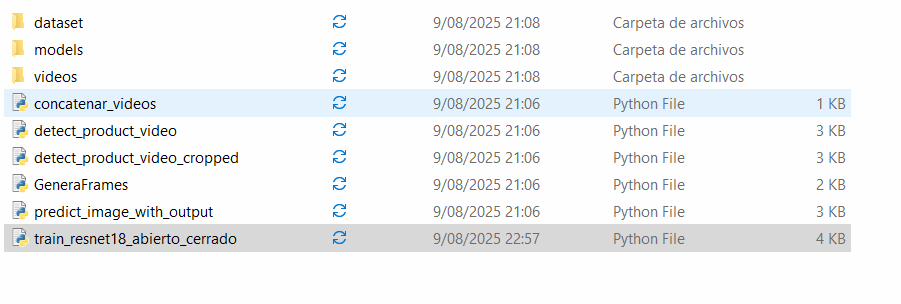 dataset 9/08/2025 21:08 Carpeta de archivos
models 9/08/2025 21:08 Carpeta de archivos
videos 9/08/2025 21:08 Carpeta de archivos
concatenar_videos 9/08/2025 21:06 Python File 1 KB
detect_product_video 9/08/2025 21:06 Python File 3 KB
detect_product_video_cropped 9/08/2025 21:06 Python File 3 KB
GeneraFrames 9/08/2025 21:06 Python File 2 KB
predict_image_with_output 9/08/2025 21:06 Python File 3 KB
train_resnet18_abierto_cerrado 9/08/2025 22:57 Python File 4 KB